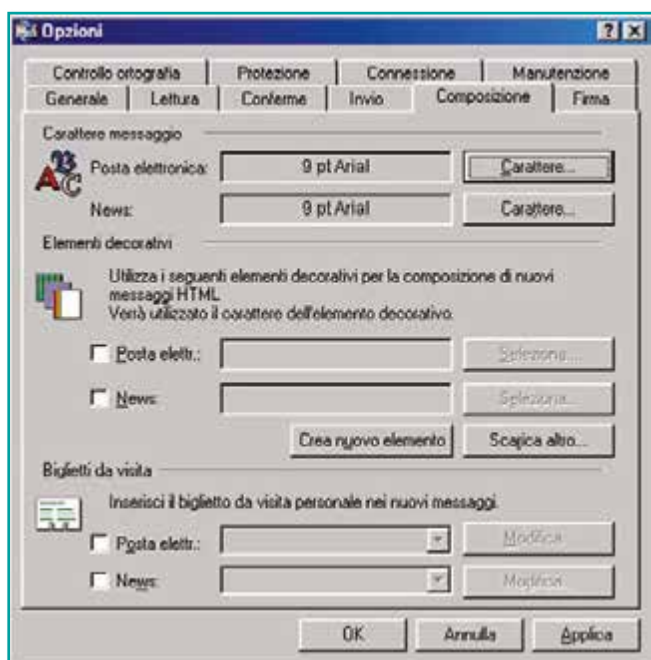 Opzioni
Controllo ortografia Protezione Connessione Manutenzione
Generale Lettura Conferme Invio Composizione Firma
Carattere messaggio
Posta elettronica: 9 pt Arial Carattere...
News: 9 pt Arial Carattere...
Elementi decorativi
Utilizza i seguenti elementi decorativi per la composizione di nuovi
messaggi HTML
Verrà utilizzato il carattere dell'elemento decorativo.
Posta elettr.: Seleziona...
News: Seleziona...
Crea nuovo elemento Scarica altro...
Biglietti da visita
Inserisci il biglietto da visita personale nei nuovi messaggi.
Posta elettr.: Modifica
News: Modifica
OK Annulla Applica